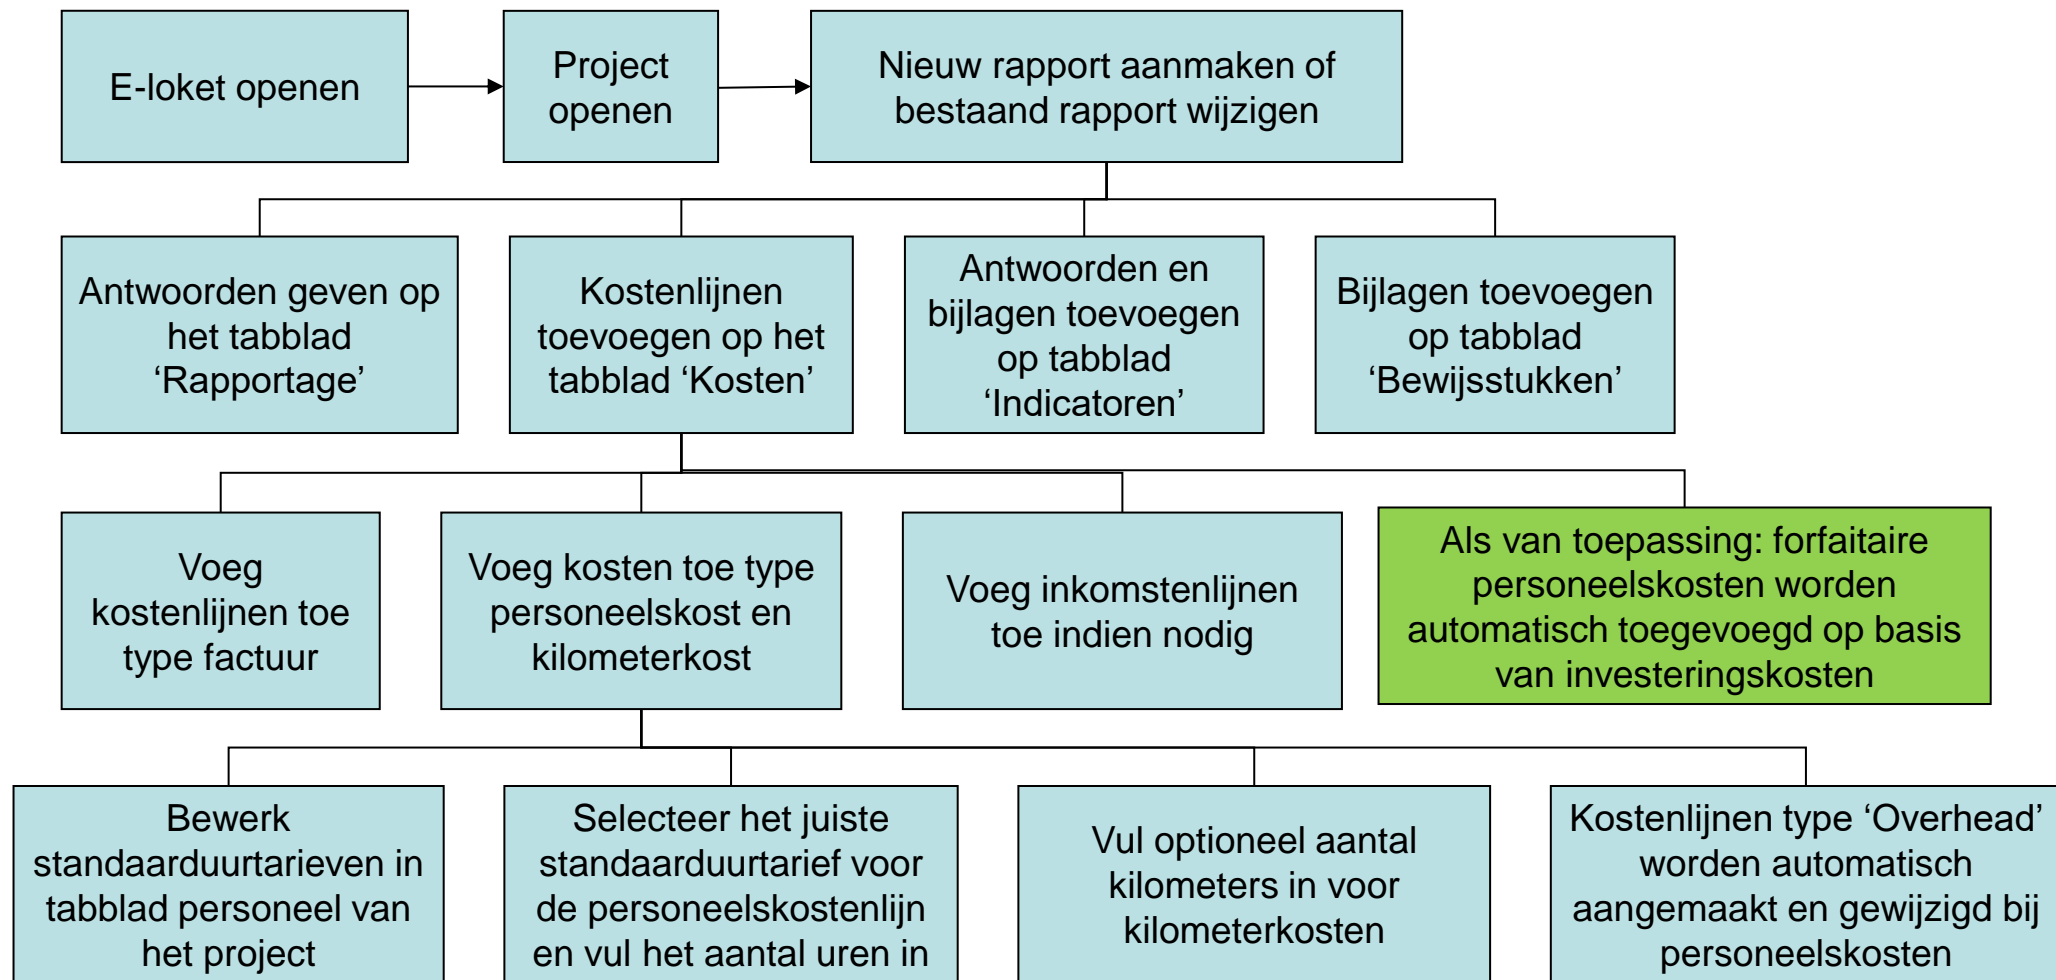 E-loket openen
Project
openen
Nieuw rapport aanmaken of
bestaand rapport wijzigen
Antwoorden geven op
het tabblad
‘Rapportage’
Kostenlijnen
toevoegen op het
tabblad ‘Kosten’
Antwoorden en
bijlagen toevoegen
op tabblad
‘Indicatoren’
Bijlagen toevoegen
op tabblad
‘Bewijsstukken’
Voeg
kostenlijnen toe
type factuur
Voeg kosten toe type
personeelskost en
kilometerkost
Voeg inkomstenlijnen
toe indien nodig
Als van toepassing: forfaitaire
personeelskosten worden
automatisch toegevoegd op basis
van investeringskosten
Bewerk
standaarduurtarieven in
tabblad personeel van
het project
Selecteer het juiste
standaarduurtarief voor
de personeelskostenlijn
en vul het aantal uren in
Vul optioneel aantal
kilometers in voor
kilometerkosten
Kostenlijnen type ‘Overhead’
worden automatisch
aangemaakt en gewijzigd bij
personeelskosten